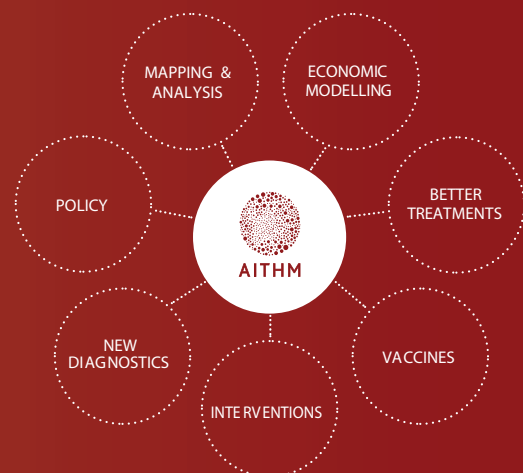 MAPPING &
ANALYSIS
ECONOMIC
MODELLING
POLICY
BETTER
TREATMENTS
AITHM
NEW
DIAGNOSTICS
VACCINES
INTERVENTIONS